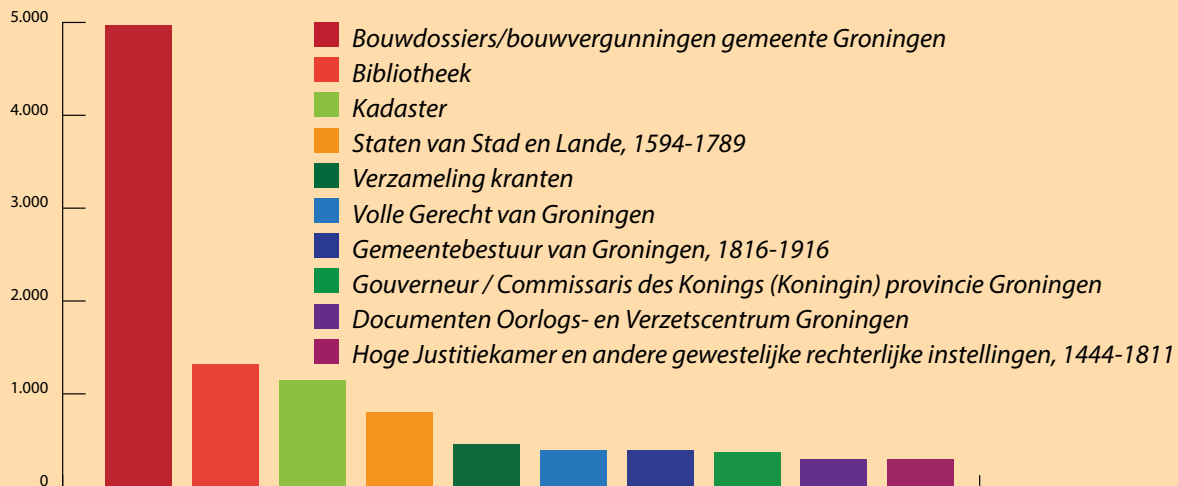 5.000
4.000
3.000
2.000
1.000
0
Bouwdossiers/bouwvergunningen gemeente Groningen
Bibliotheek
Kadaster
Staten van Stad en Lande, 1594-1789
Verzameling kranten
Volle Gerecht van Groningen
Gemeentebestuur van Groningen, 1816-1916
Gouverneur / Commissaris des Konings (Koningin) provincie Groningen
Documenten Oorlogs- en Verzetscentrum Groningen
Hoge Justitiekamer en andere gewestelijke rechterlijke instellingen, 1444-1811